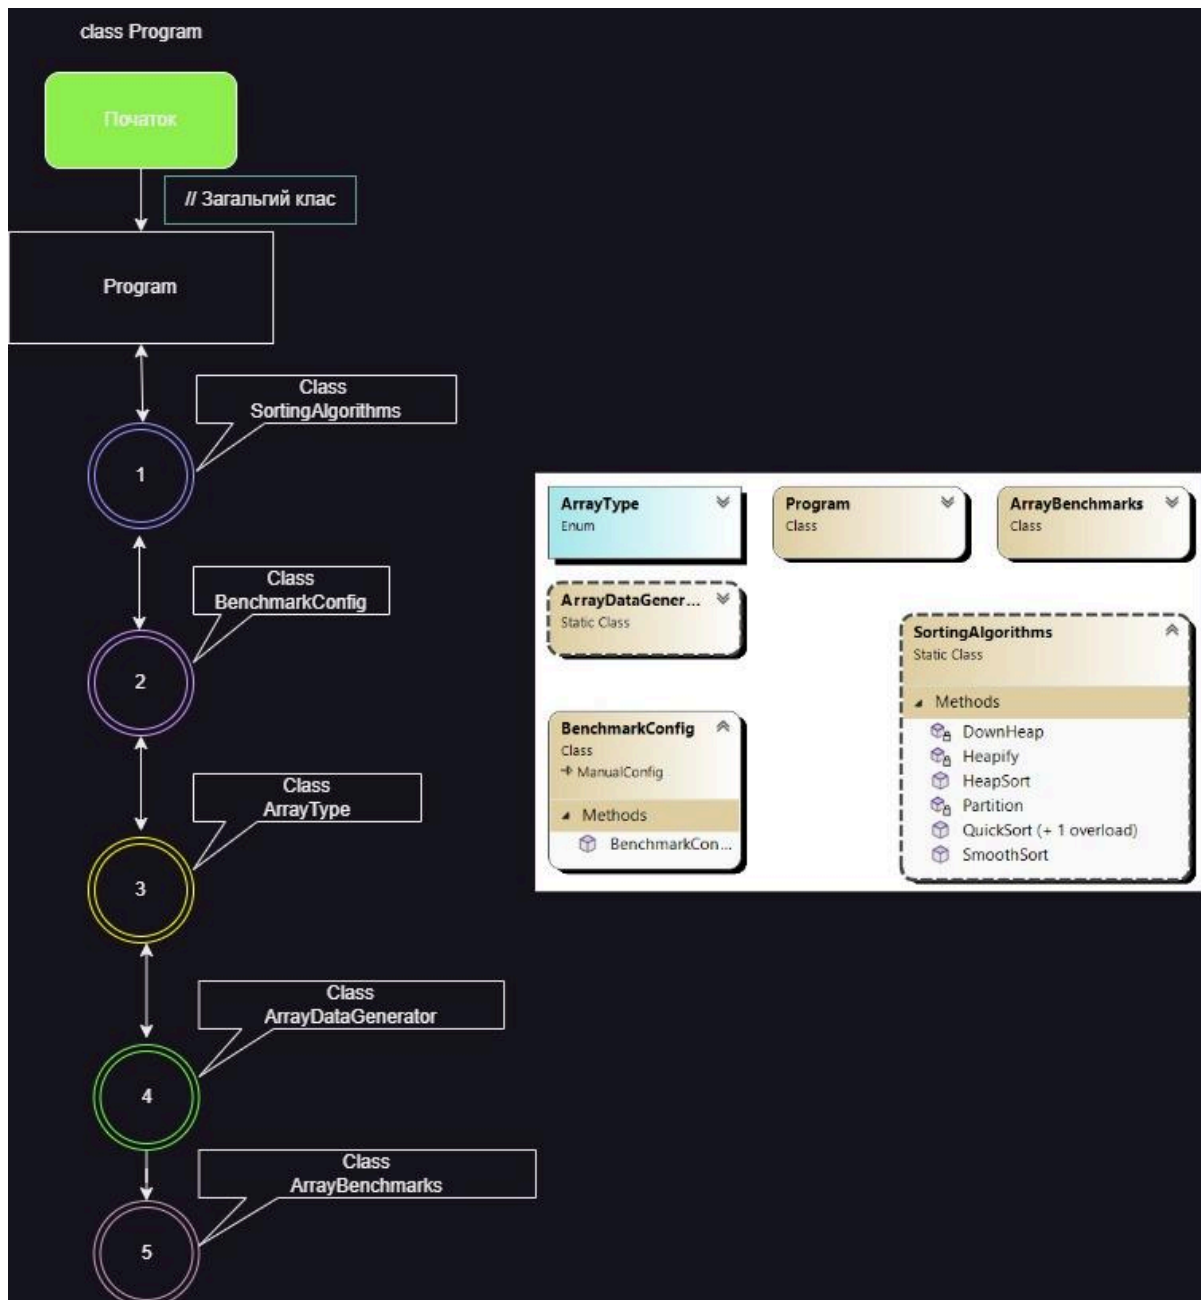 class Program
Початок
// Загальгий клас
Program
Class
SortingAlgorithms
1
Class
BenchmarkConfig
2
Class
ArrayType
3
Class
ArrayDataGenerator
4
Class
ArrayBenchmarks
5
ArrayType
Enum
Program
Class
ArrayBenchmarks
Class
ArrayDataGener...
Static Class
SortingAlgorithms
Static Class
Methods
DownHeap
Heapify
HeapSort
Partition
QuickSort (+ 1 overload)
SmoothSort
BenchmarkConfig
Class
ManualConfig
Methods
BenchmarkCon...